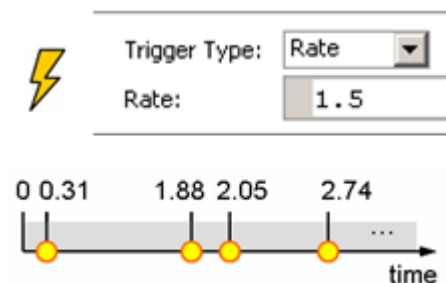 Trigger Type: Rate
Rate: 1.5
0 0.31 1.88 2.05 2.74
...
time